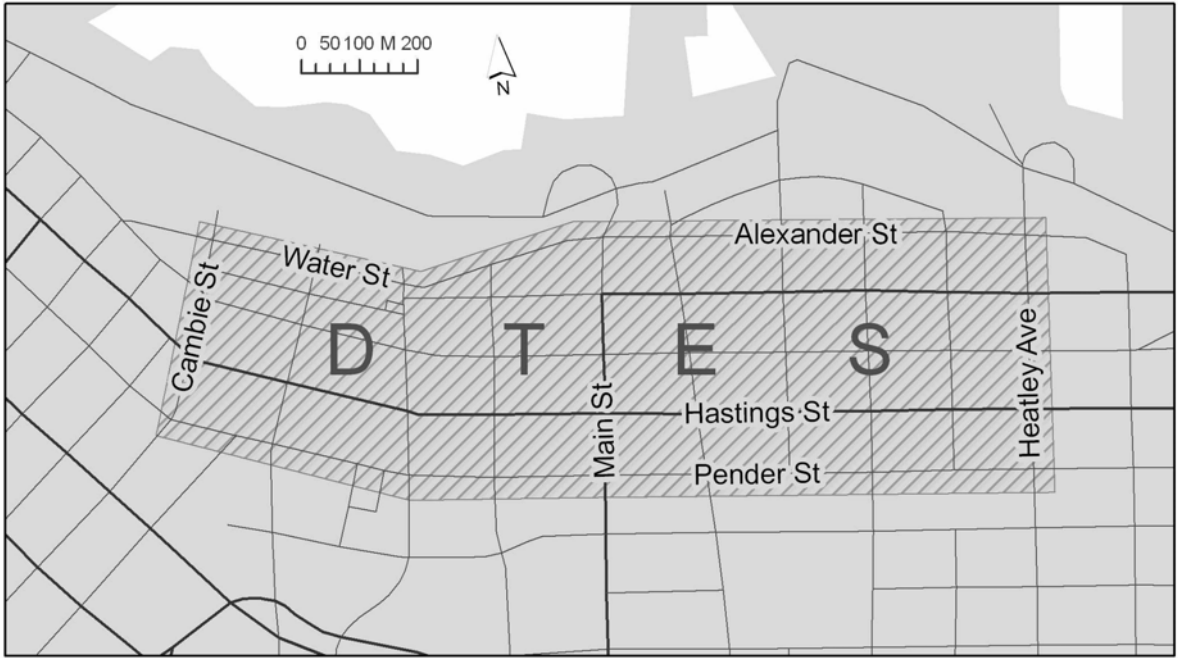 0 50 100 M 200
N
Alexander St
Water St
Cambie St
D T E S
Heatley Ave
Main St
Hastings St
Pender St